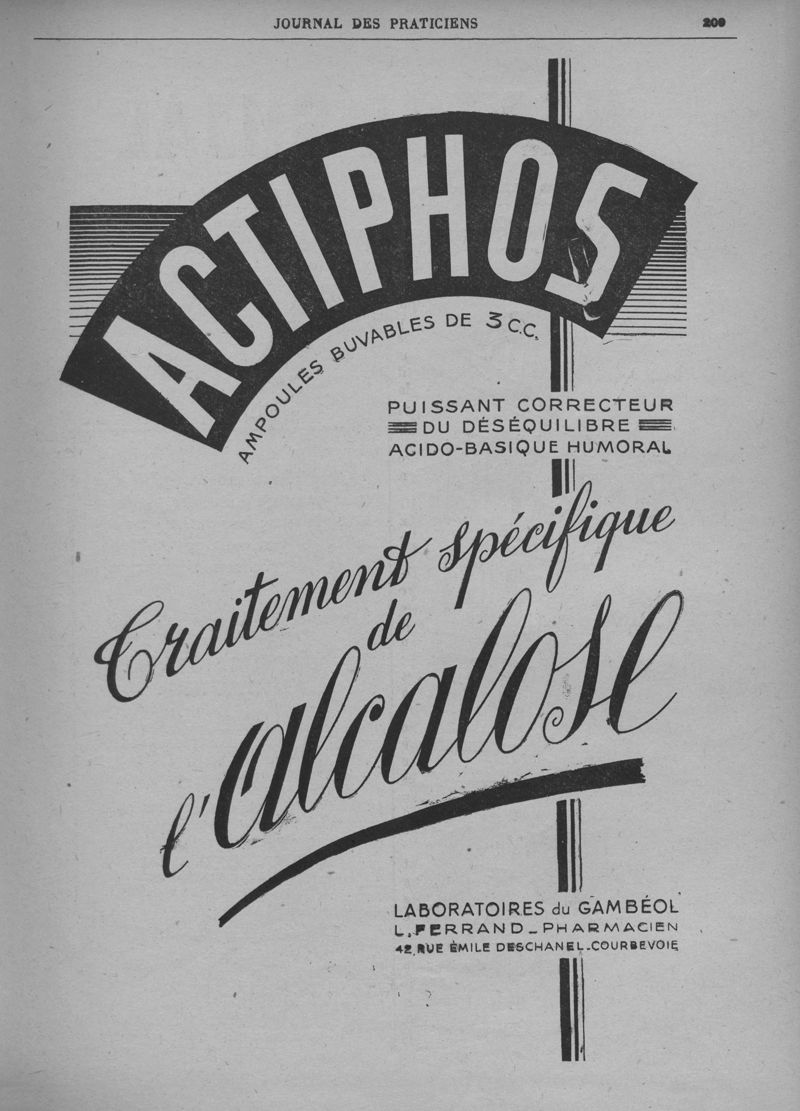 JOURNAL DES PRATICIENS 209
ACTIPHOS
AMPOULES BUVABLES DE 3 C.C.
PUISSANT CORRECTEUR
DU DÉSÉQUILIBRE
ACIDO-BASIQUE HUMORAL
Traitement spécifique
de
l'alcalose
LABORATOIRES du GAMBÉOL
L. FERRAND - PHARMACIEN
42, RUE ÉMILE DESCHANEL - COURBEVOIE